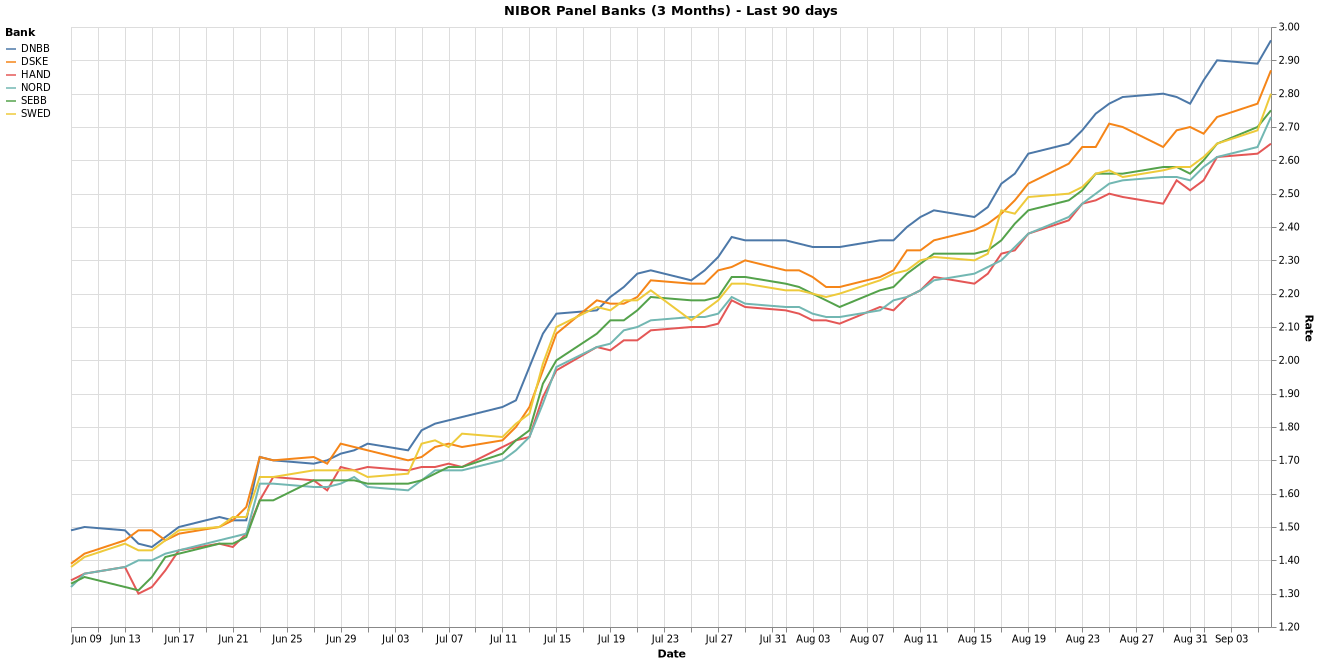 NIBOR Panel Banks (3 Months) - Last 90 days
Bank
DNBB
DSKE
HAND
NORD
SEBB
SWED
3.00
2.90
2.80
2.70
2.60
2.50
2.40
2.30
2.20
2.10
2.00
1.90
1.80
1.70
1.60
1.50
1.40
1.30
1.20
Rate
Jun 09 Jun 13 Jun 17 Jun 21 Jun 25 Jun 29 Jul 03 Jul 07 Jul 11 Jul 15 Jul 19 Jul 23 Jul 27 Jul 31 Aug 03 Aug 07 Aug 11 Aug 15 Aug 19 Aug 23 Aug 27 Aug 31 Sep 03
Date